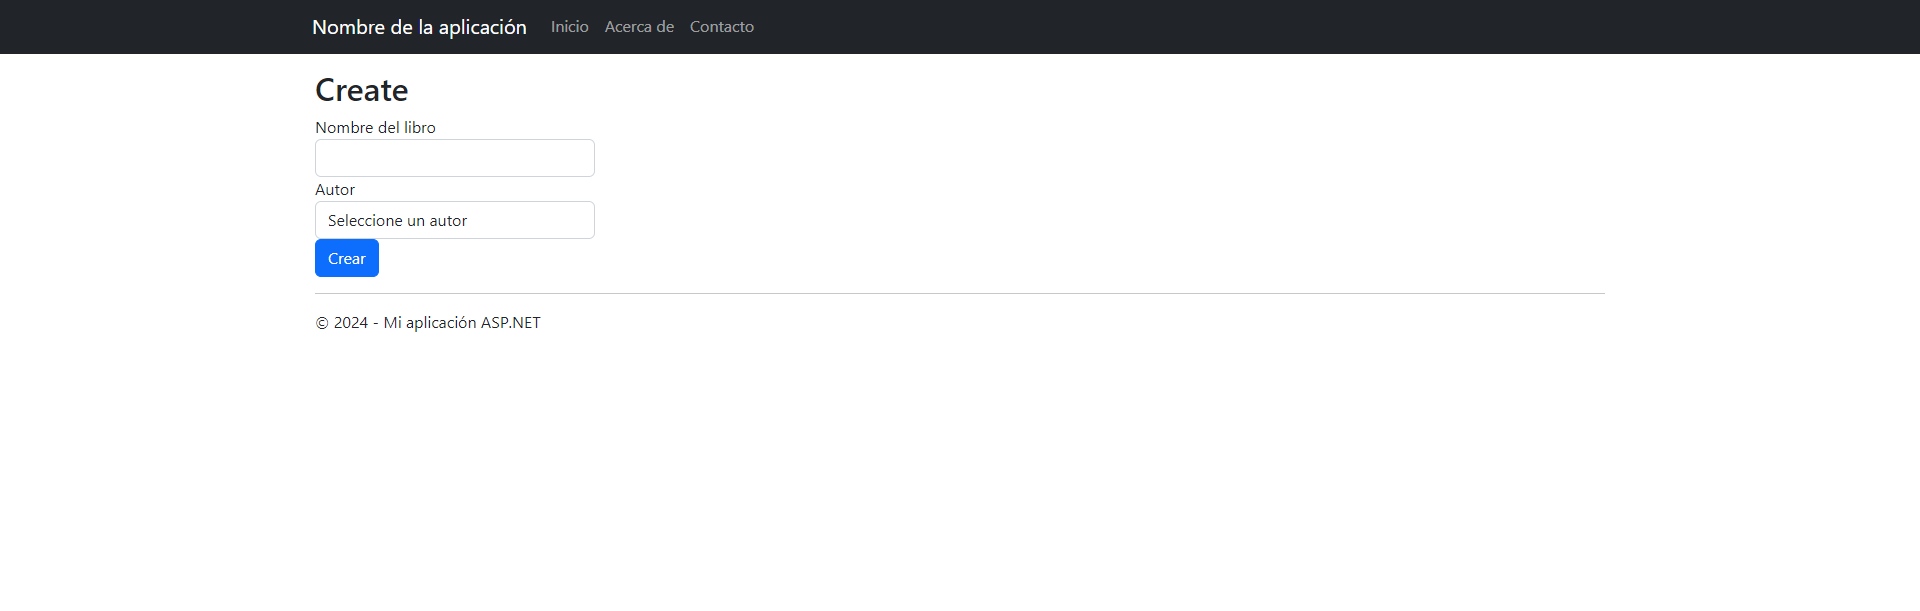 Nombre de la aplicación Inicio Acerca de Contacto
Create
Nombre del libro
Autor
Seleccione un autor
Crear
© 2024 - Mi aplicación ASP.NET